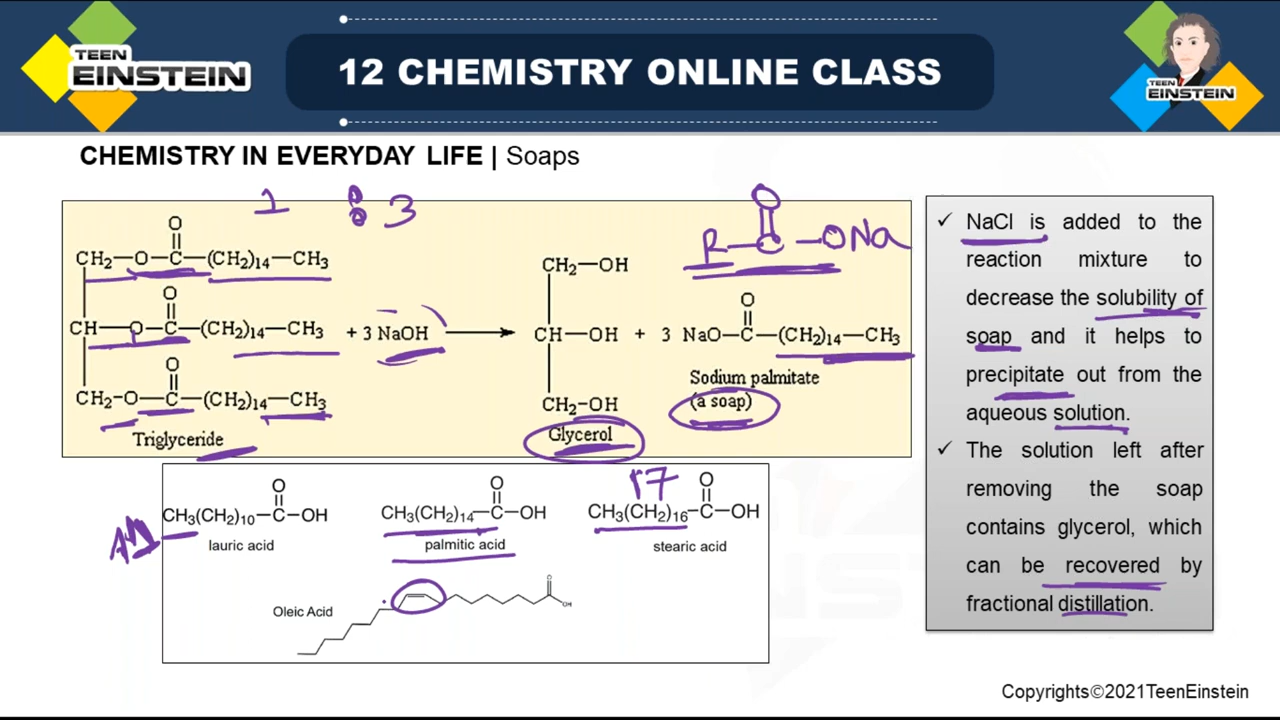 TEEN
EINSTEIN
12 CHEMISTRY ONLINE CLASS
TEEN
EINSTEIN
CHEMISTRY IN EVERYDAY LIFE | Soaps
1 : 3
O
CH₂—O—C—(CH₂)₁₄—CH₃
O
CH—O—C—(CH₂)₁₄—CH₃
O
CH₂-O—C—(CH₂)₁₄—CH₃
Triglyceride
+ 3 NaOH
CH₂—OH
CH—OH
CH₂-OH
Glycerol
+ 3
O
R—C—ONa
O
NaO—C—(CH₂)₁₄—CH₃
Sodium palmitate
(a soap)
O
CH₃(CH₂)₁₀—C—OH
lauric acid
O
CH₃(CH₂)₁₄—C—OH
palmitic acid
17
O
CH₃(CH₂)₁₆—C—OH
stearic acid
Oleic Acid
O
OH
✓ NaCl is added to the
reaction mixture to
decrease the solubility of
soap and it helps to
precipitate out from the
aqueous solution.
✓ The solution left after
removing the soap
contains glycerol, which
can be recovered by
fractional distillation.
Copyrights©2021TeenEinstein